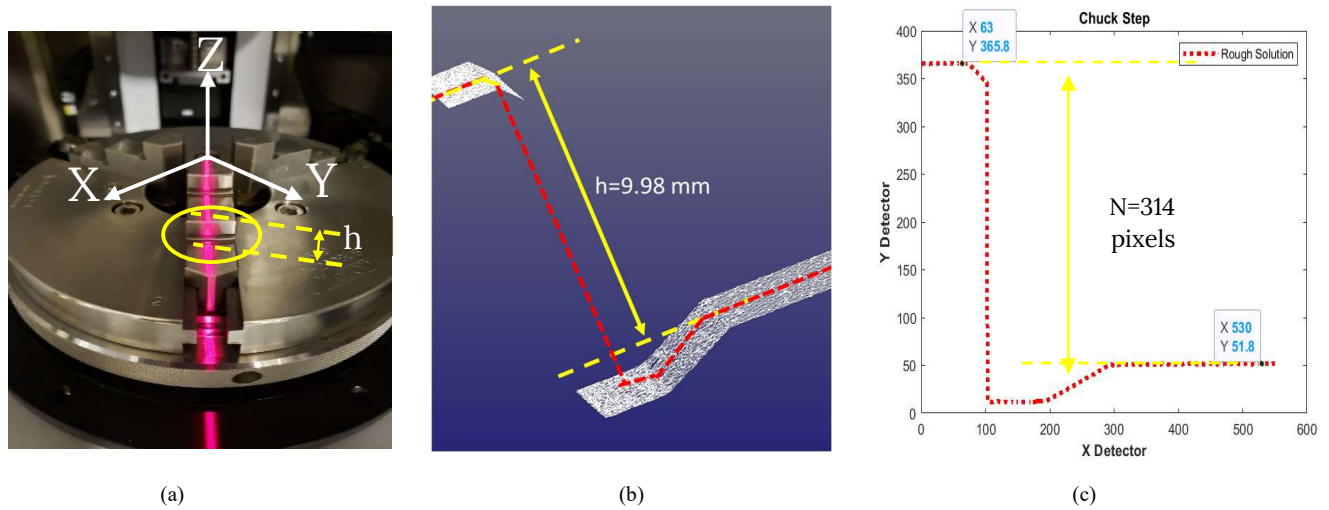 Z
X
Y
h
(a)
h=9.98 mm
(b)
Chuck Step
X 63
Y 365.8
Rough Solution
N=314
pixels
X 530
Y 51.8
Y Detector
400
350
300
250
200
150
100
50
0
0 100 200 300 400 500 600
X Detector
(c)